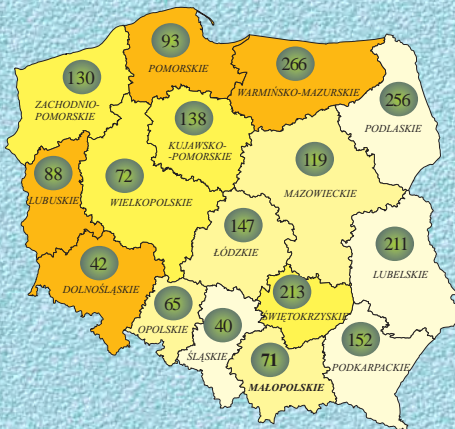 93
POMORSKIE
266
WARMIŃSKO-MAZURSKIE
130
ZACHODNIO-
POMORSKIE
256
PODLASKIE
138
KUJAWSKO-
-POMORSKIE
119
MAZOWIECKIE
88
LUBUSKIE
72
WIELKOPOLSKIE
147
ŁÓDZKIE
211
LUBELSKIE
42
DOLNOŚLĄSKIE
213
ŚWIĘTOKRZYSKIE
65
OPOLSKIE
40
ŚLĄSKIE
152
PODKARPACKIE
71
MAŁOPOLSKIE